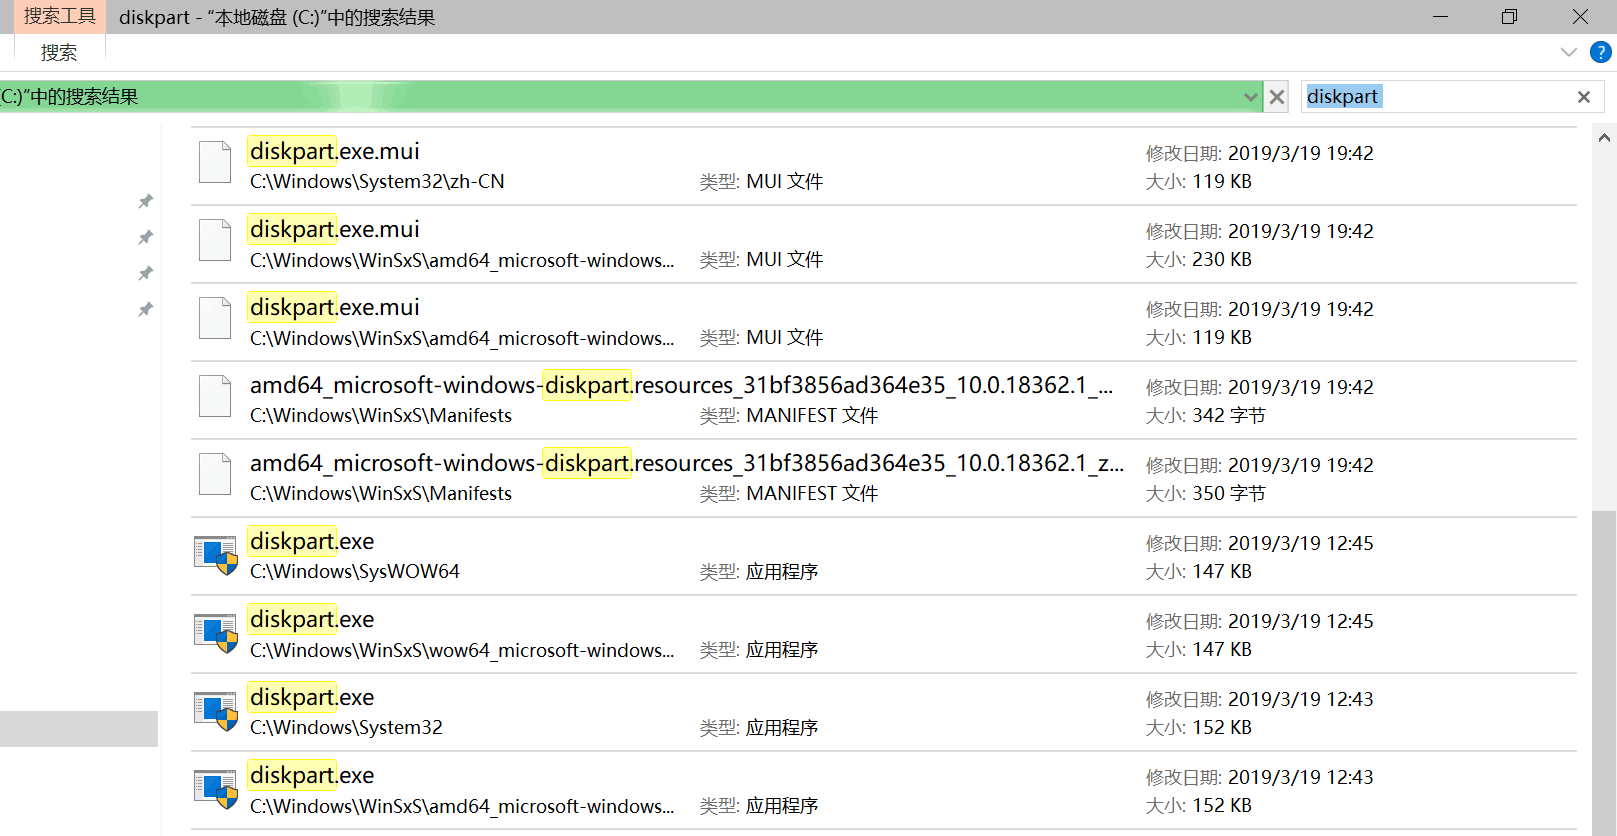 搜索工具
diskpart - “本地磁盘 (C:)”中的搜索结果
搜索
(C:)”中的搜索结果
diskpart
diskpart.exe.mui
修改日期: 2019/3/19 19:42
C:\Windows\System32\zh-CN
类型: MUI 文件
大小: 119 KB
diskpart.exe.mui
修改日期: 2019/3/19 19:42
C:\Windows\WinSxS\amd64_microsoft-windows...
类型: MUI 文件
大小: 230 KB
diskpart.exe.mui
修改日期: 2019/3/19 19:42
C:\Windows\WinSxS\amd64_microsoft-windows...
类型: MUI 文件
大小: 119 KB
amd64_microsoft-windows-diskpart.resources_31bf3856ad364e35_10.0.18362.1_...
修改日期: 2019/3/19 19:42
C:\Windows\WinSxS\Manifests
类型: MANIFEST 文件
大小: 342 字节
amd64_microsoft-windows-diskpart.resources_31bf3856ad364e35_10.0.18362.1_z...
修改日期: 2019/3/19 19:42
C:\Windows\WinSxS\Manifests
类型: MANIFEST 文件
大小: 350 字节
diskpart.exe
修改日期: 2019/3/19 12:45
C:\Windows\SysWOW64
类型: 应用程序
大小: 147 KB
diskpart.exe
修改日期: 2019/3/19 12:45
C:\Windows\WinSxS\wow64_microsoft-windows...
类型: 应用程序
大小: 147 KB
diskpart.exe
修改日期: 2019/3/19 12:43
C:\Windows\System32
类型: 应用程序
大小: 152 KB
diskpart.exe
修改日期: 2019/3/19 12:43
C:\Windows\WinSxS\amd64_microsoft-windows...
类型: 应用程序
大小: 152 KB